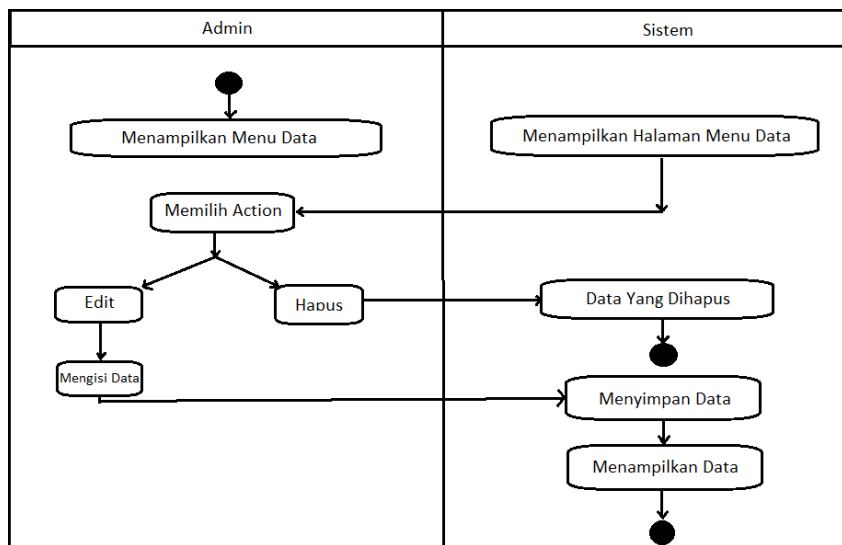 Admin
Sistem
Menampilkan Menu Data
Menampilkan Halaman Menu Data
Memilih Action
Edit
Hapus
Data Yang Dihapus
Mengisi Data
Menyimpan Data
Menampilkan Data